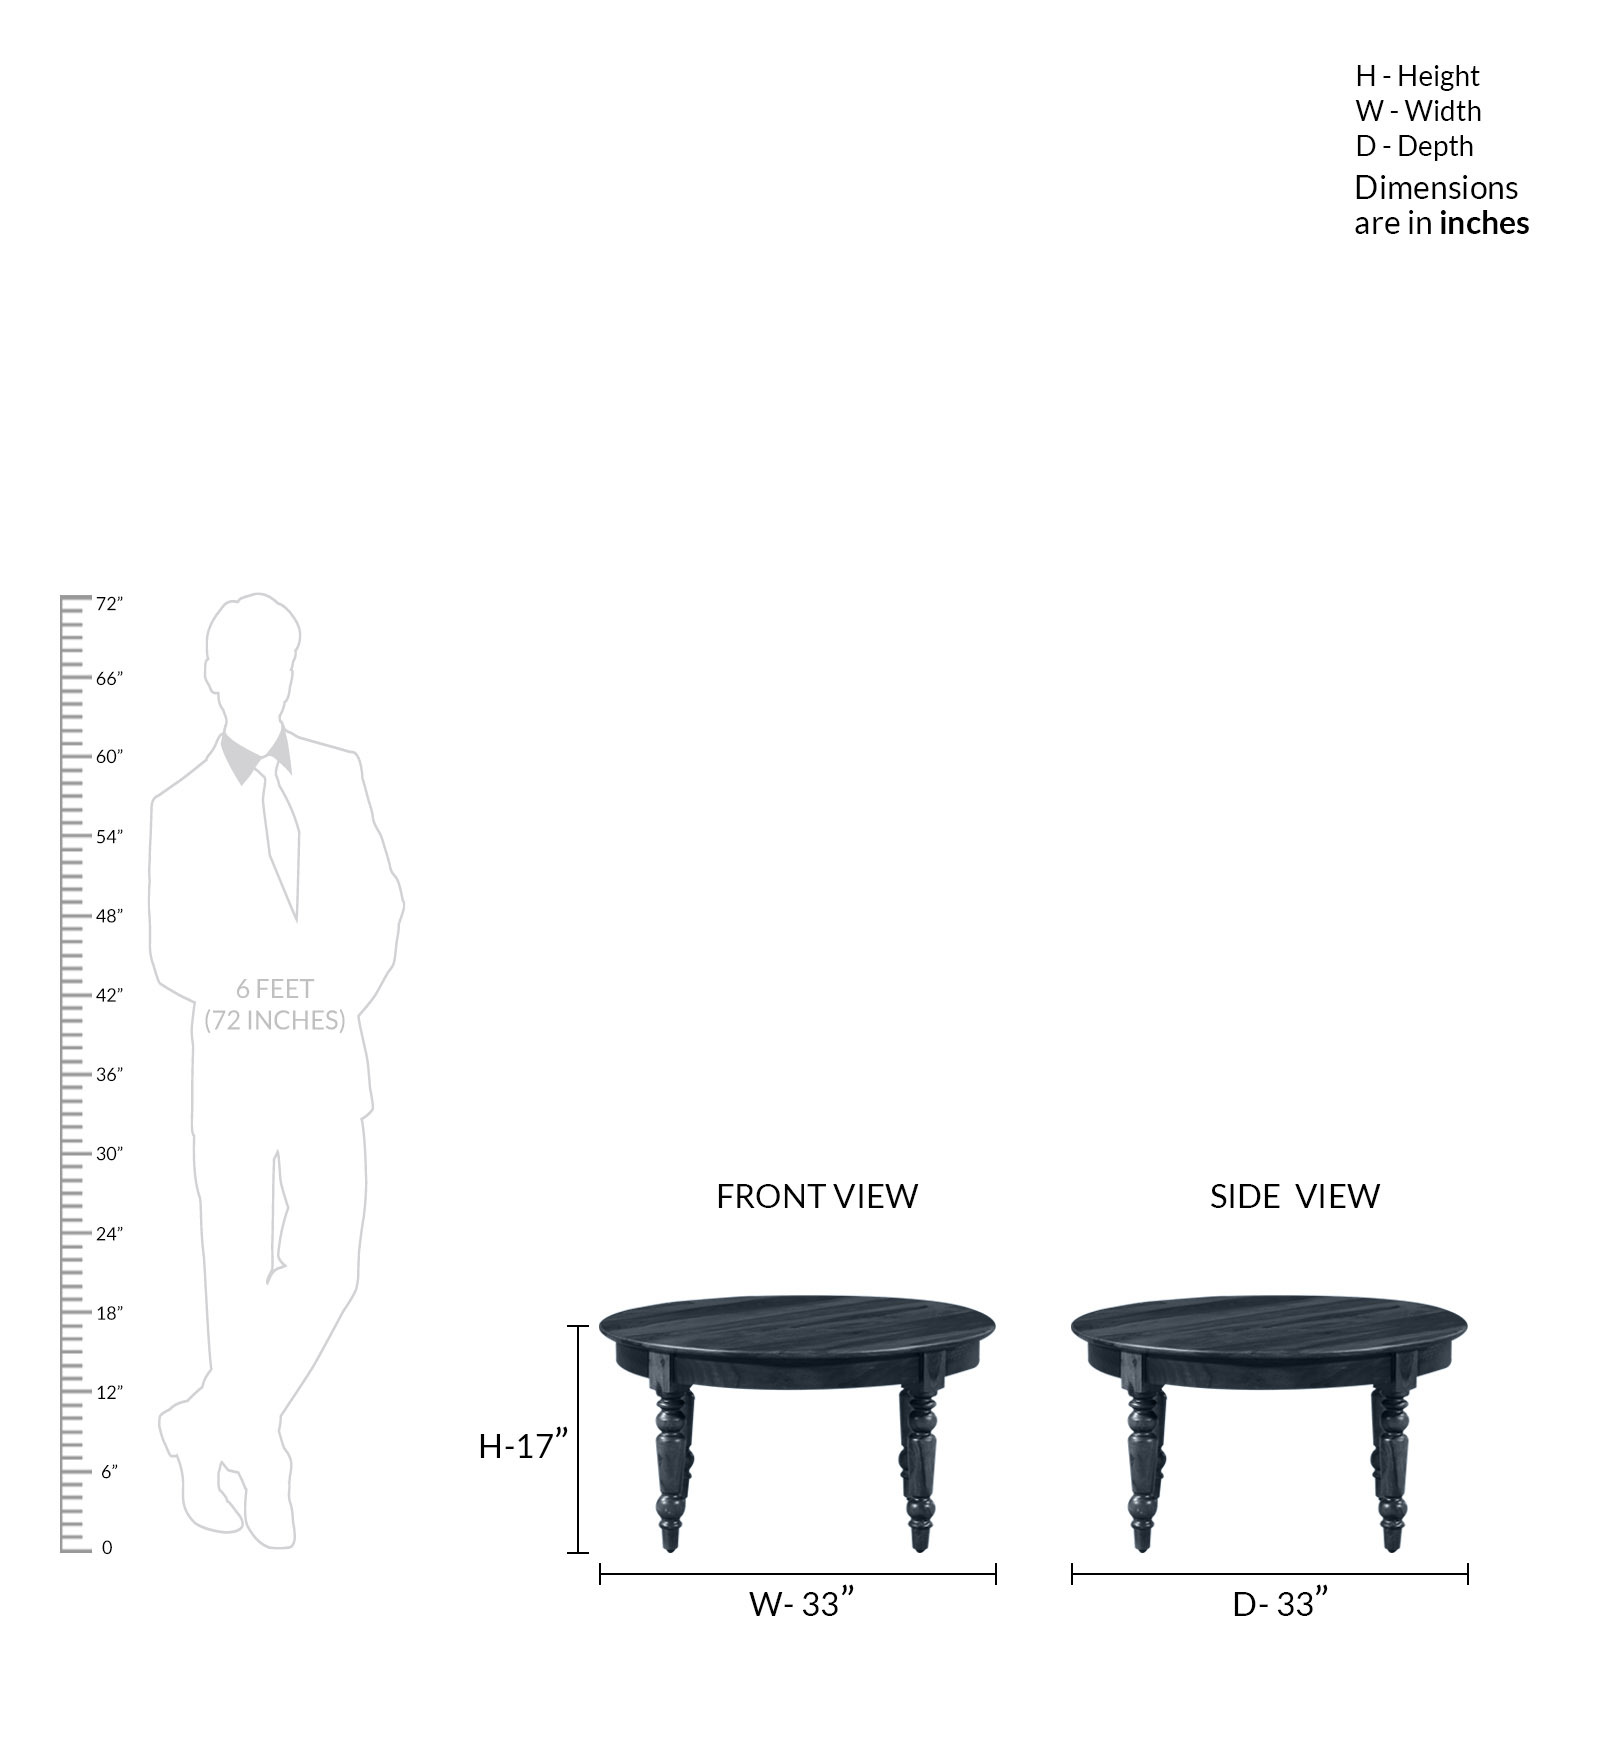 H - Height
W - Width
D - Depth
Dimensions
are in inches
72”
66”
60”
54”
48”
42”
36”
30”
24”
18”
12”
6”
0
6 FEET
(72 INCHES)
FRONT VIEW
SIDE VIEW
H-17”
W- 33”
D- 33”